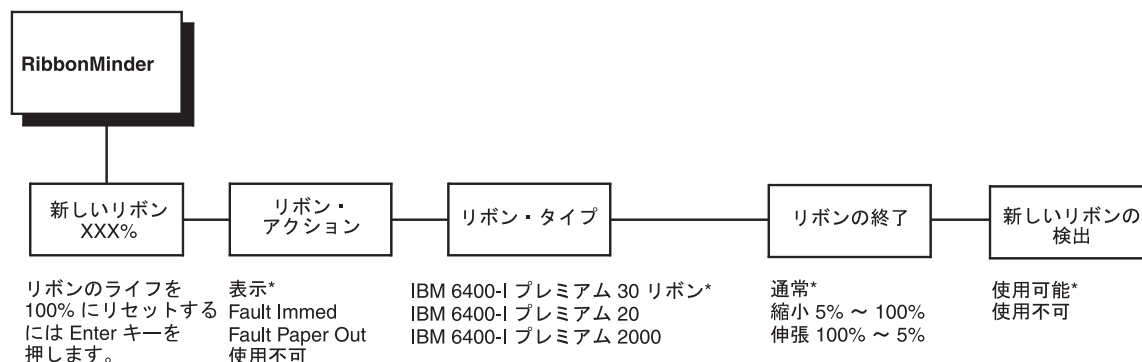 RibbonMinder
新しいリボン
XXX%
リボン・
アクション
リボン・タイプ
リボンの終了
新しいリボンの
検出
リボンのライフを
100% にリセットする
には Enter キーを
押します。
表示*
Fault Immed
Fault Paper Out
使用不可
IBM 6400-I プレミアム 30 リボン*
IBM 6400-I プレミアム 20
IBM 6400-I プレミアム 2000
通常*
縮小 5% ～ 100%
伸張 100% ～ 5%
使用可能*
使用不可